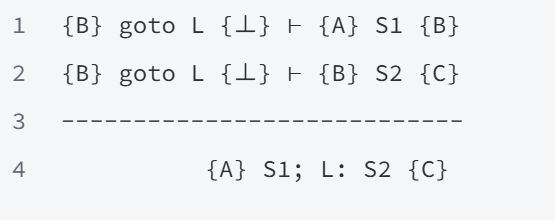 1 {B} goto L {⊥} ⊢ {A} S1 {B}
2 {B} goto L {⊥} ⊢ {B} S2 {C}
3 -----------------------------
4 {A} S1; L: S2 {C}